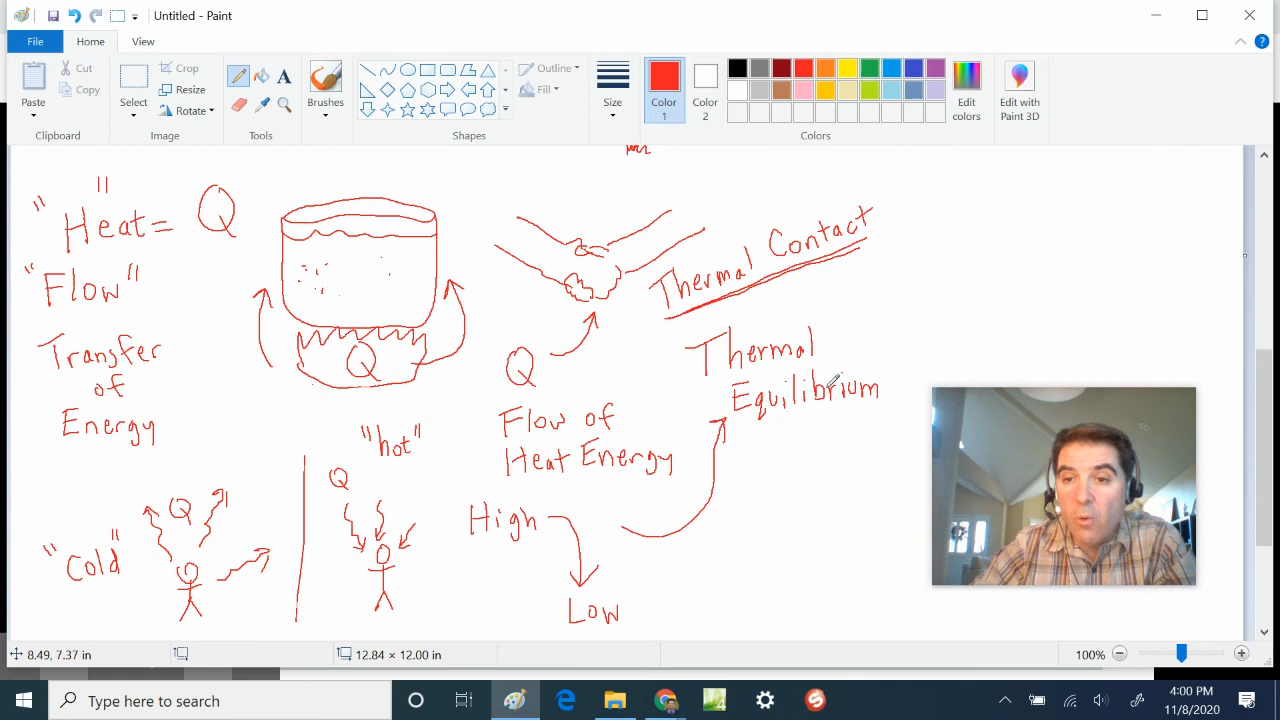 Untitled - Paint
File
Home
View
Paste
Cut
Copy
Clipboard
Select
Crop
Resize
Rotate
Image
Tools
Brushes
Shapes
Outline
Fill
Size
Color
1
Color
2
Edit
colors
Edit with
Paint 3D
Colors
"Heat" = Q
"Flow"
Transfer
of
Energy
Q
Thermal Contact
Thermal
Equilibrium
Q
Flow of
Heat Energy
High
Low
"cold"
Q
"hot"
Q
8.49, 7.37 in
12.84 × 12.00 in
100%
Type here to search
4:00 PM
11/8/2020